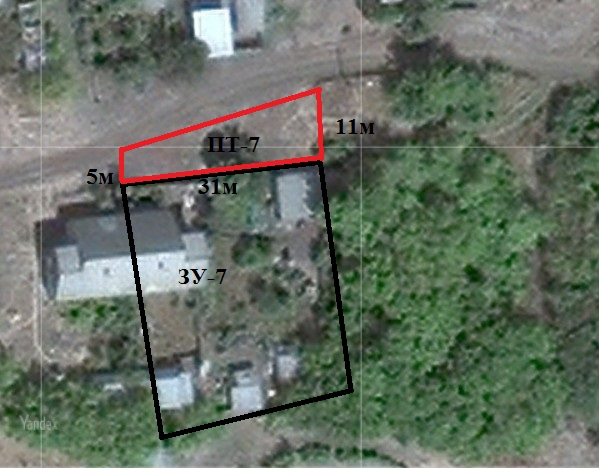 11м
ПТ-7
5м
31м
ЗУ-7
Yandex